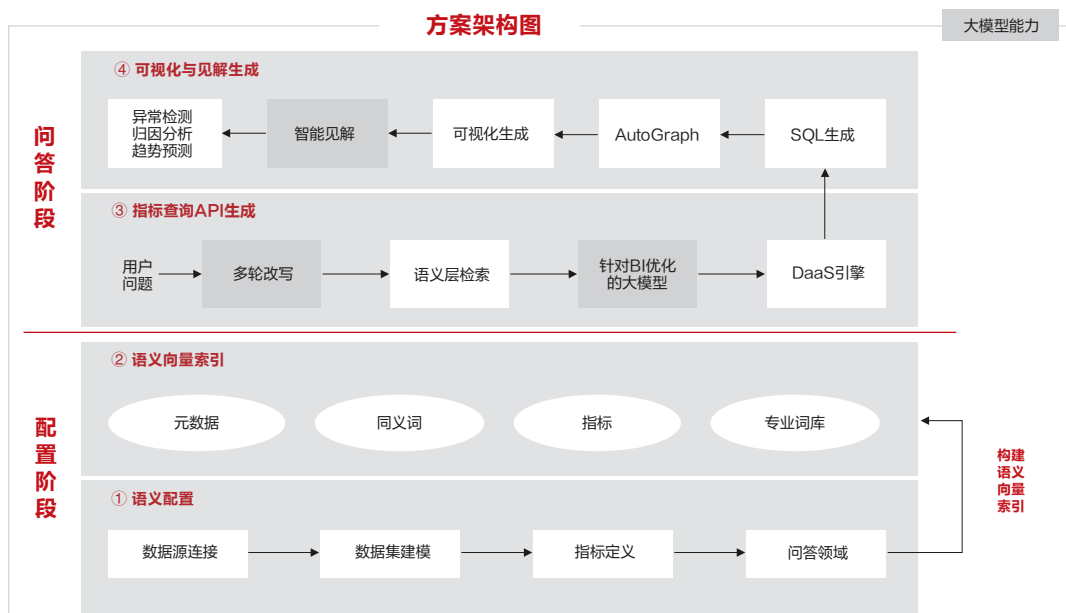 方案架构图
大模型能力
问答阶段
④ 可视化与见解生成
异常检测
归因分析
趋势预测
智能见解
可视化生成
AutoGraph
SQL生成
③ 指标查询API生成
用户
问题
多轮改写
语义层检索
针对BI优化
的大模型
DaaS引擎
配置阶段
② 语义向量索引
元数据
同义词
指标
专业词库
构建
语义
向量
索引
① 语义配置
数据源连接
数据集建模
指标定义
问答领域